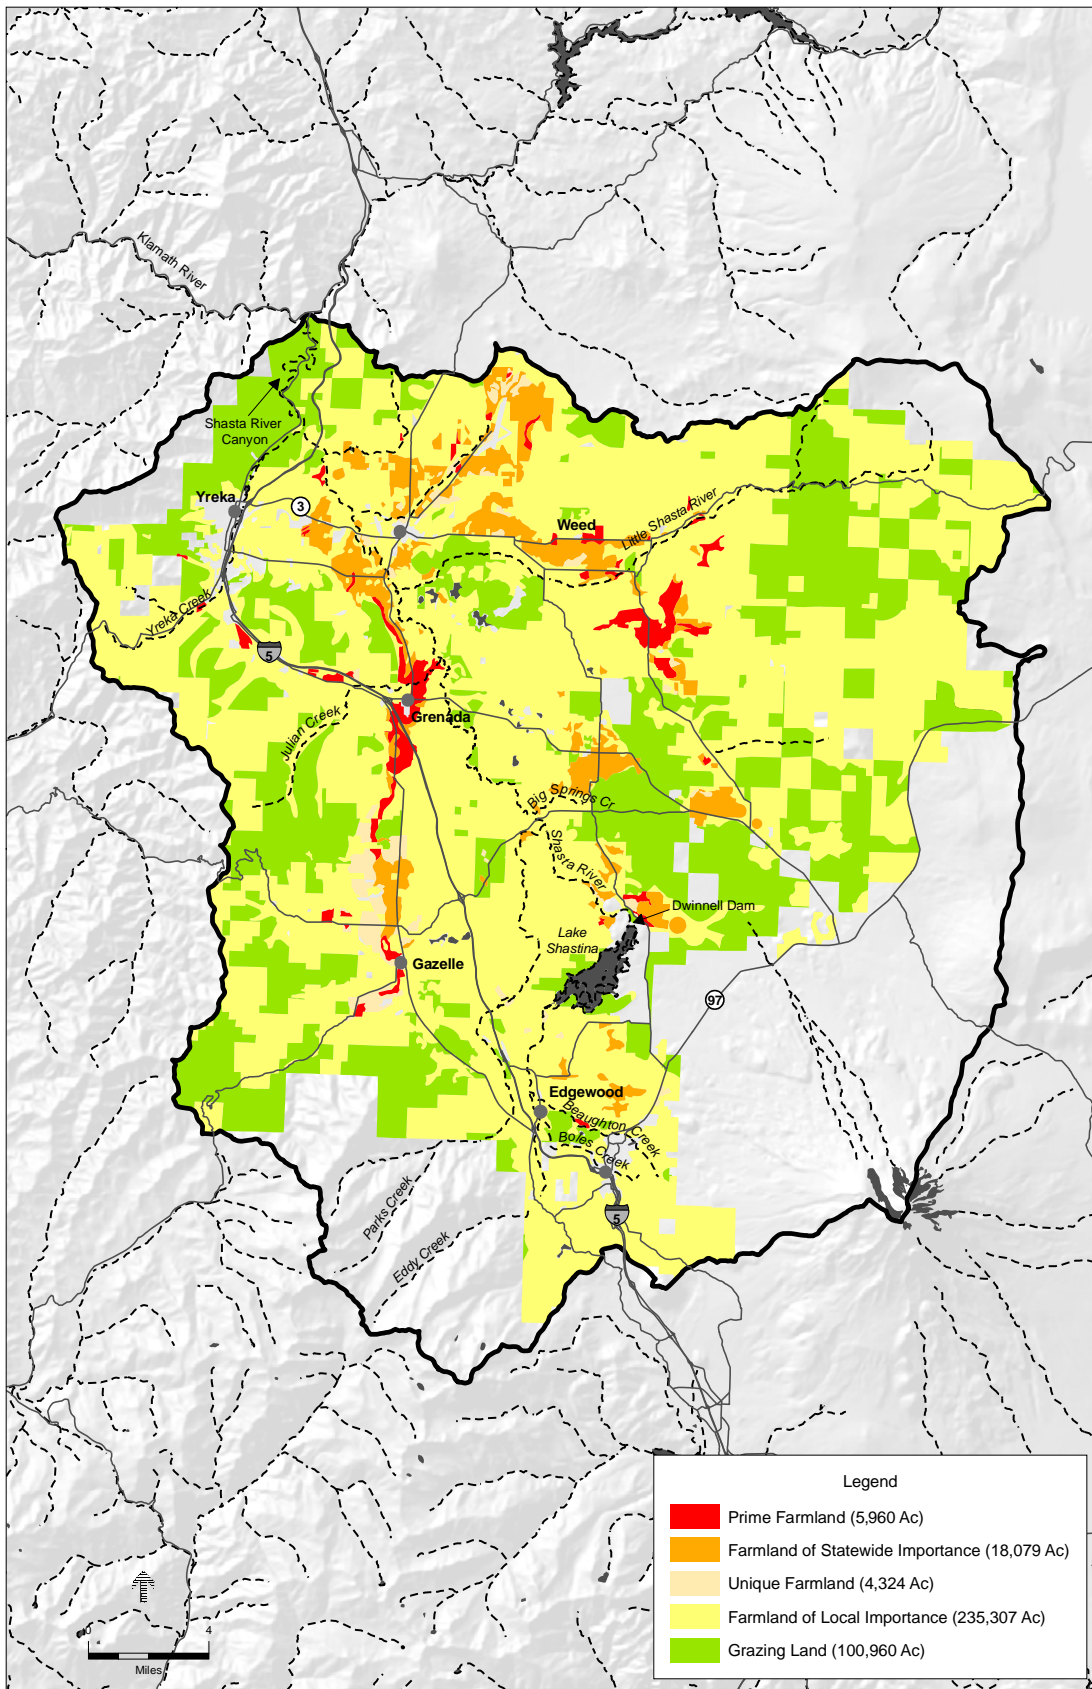 Klamath River
Shasta River
Canyon
Yreka
3
Weed
Little Shasta River
Yreka Creek
5
Grenada
Julian Creek
Big Springs Cr
Shastra River
Dwinnell Dam
Lake
Shastina
Gazelle
97
Edgewood
Beaughton Creek
Boles Creek
Parks Creek
5
Eddy Creek
Legend
Prime Farmland (5,960 Ac)
Farmland of Statewide Importance (18,079 Ac)
Unique Farmland (4,324 Ac)
Farmland of Local Importance (235,307 Ac)
Grazing Land (100,960 Ac)
0 4
Miles